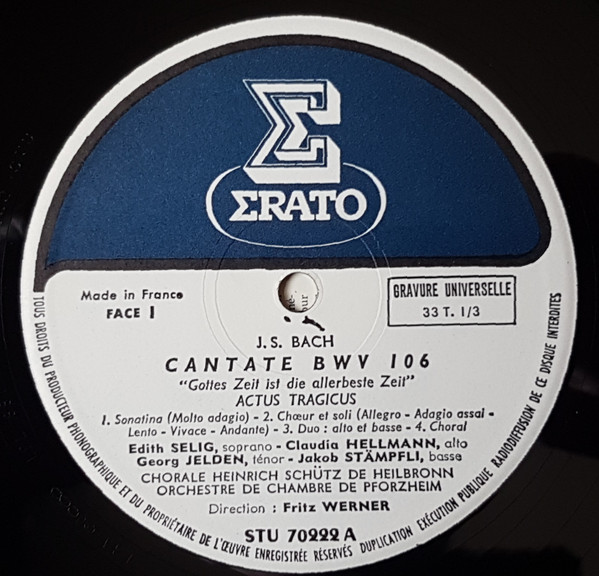 ΣRATO
Made in France
FACE 1
GRAVURE UNIVERSELLE
33 T. 1/3
J. S. BACH
CANTATE BWV 106
“Gottes Zeit ist die allerbeste Zeit”
ACTUS TRAGICUS
1. Sonatina (Molto adagio) - 2. Chœur et soli (Allegro - Adagio assai -
Lento - Vivace - Andante) - 3. Duo : alto et basse - 4. Choral
Edith SELIG, soprano - Claudia HELLMANN, alto
Georg JELDEN, ténor - Jakob STÄMPFLI, basse
CHORALE HEINRICH SCHÜTZ DE HEILBRONN
ORCHESTRE DE CHAMBRE DE PFORZHEIM
Direction : Fritz WERNER
STU 70222 A
TOUS DROITS DU PRODUCTEUR PHONOGRAPHIQUE ET DU PROPRIÉTAIRE DE L'ŒUVRE ENREGISTRÉE RÉSERVÉS DUPLICATION EXÉCUTION PUBLIQUE RADIODIFFUSION DE CE DISQUE INTERDITES